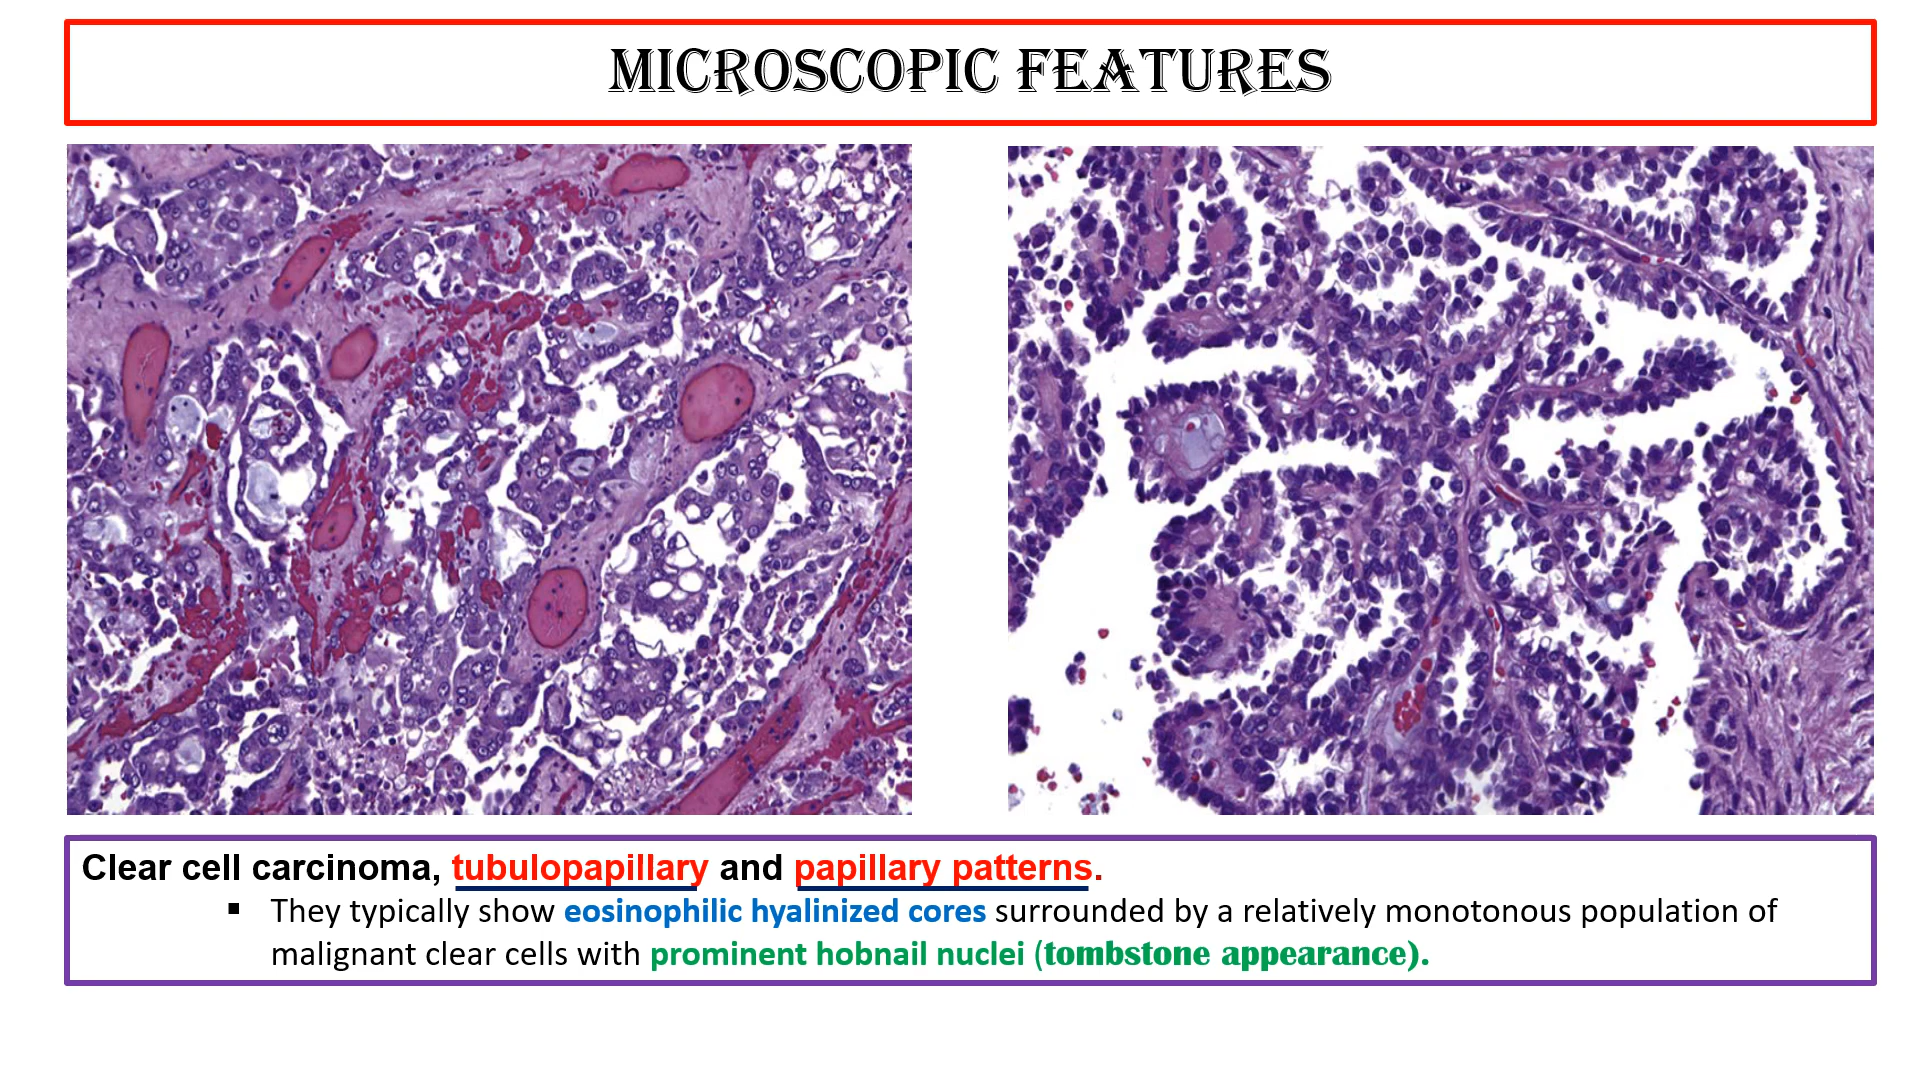 MICROSCOPIC FEATURES
Clear cell carcinoma, tubulopapillary and papillary patterns.
▪ They typically show eosinophilic hyalinized cores surrounded by a relatively monotonous population of
malignant clear cells with prominent hobnail nuclei (tombstone appearance).